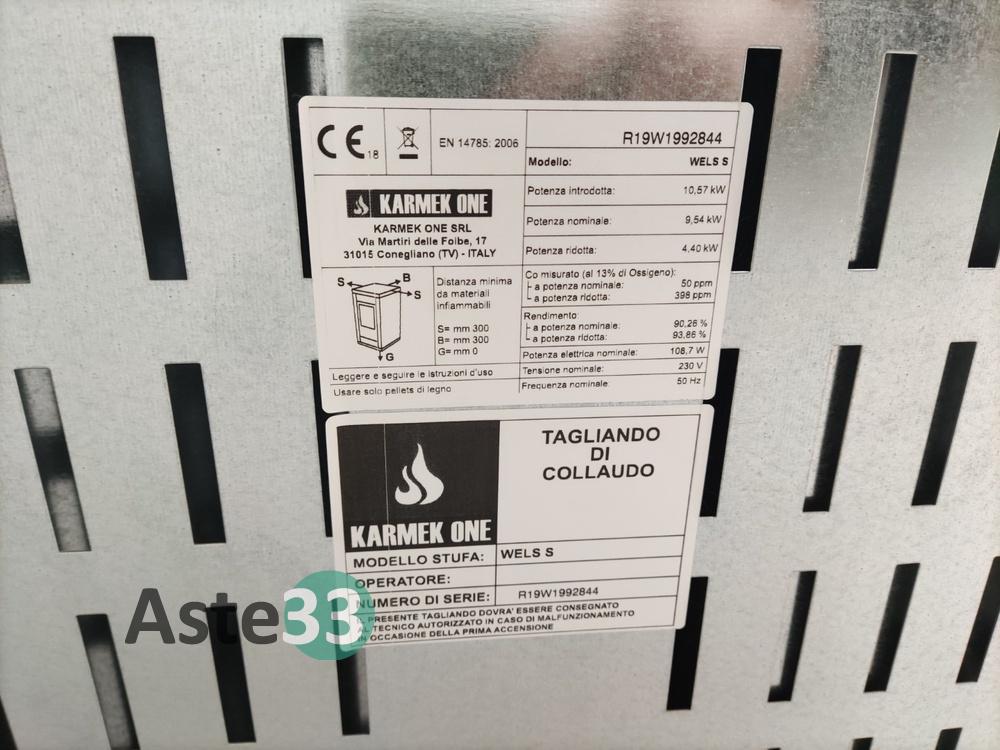 CE 18
EN 14785: 2006
R19W1992844
Modello: WELS S
Potenza introdotta: 10,57 kW
Potenza nominale: 9,54 kW
Potenza ridotta: 4,40 kW
KARMEK ONE
KARMEK ONE SRL
Via Martiri delle Foibe, 17
31015 Conegliano (TV) - ITALY
S
B
S
G
Distanza minima
da materiali
infiammabili
S= mm 300
B= mm 300
G= mm 0
Co misurato (al 13% di Ossigeno):
a potenza nominale: 50 ppm
a potenza ridotta: 398 ppm
Rendimento:
a potenza nominale: 90,26 %
a potenza ridotta: 93,86 %
Potenza elettrica nominale: 108,7 W
Tensione nominale: 230 V
Frequenza nominale: 50 Hz
Leggere e seguire le istruzioni d'uso
Usare solo pellets di legno
KARMEK ONE
TAGLIANDO
DI
COLLAUDO
MODELLO STUFA: WELS S
OPERATORE:
NUMERO DI SERIE: R19W1992844
IL PRESENTE TAGLIANDO DOVRA' ESSERE CONSEGNATO
AL TECNICO AUTORIZZATO IN CASO DI MALFUNZIONAMENTO
IN OCCASIONE DELLA PRIMA ACCENSIONE
Aste33